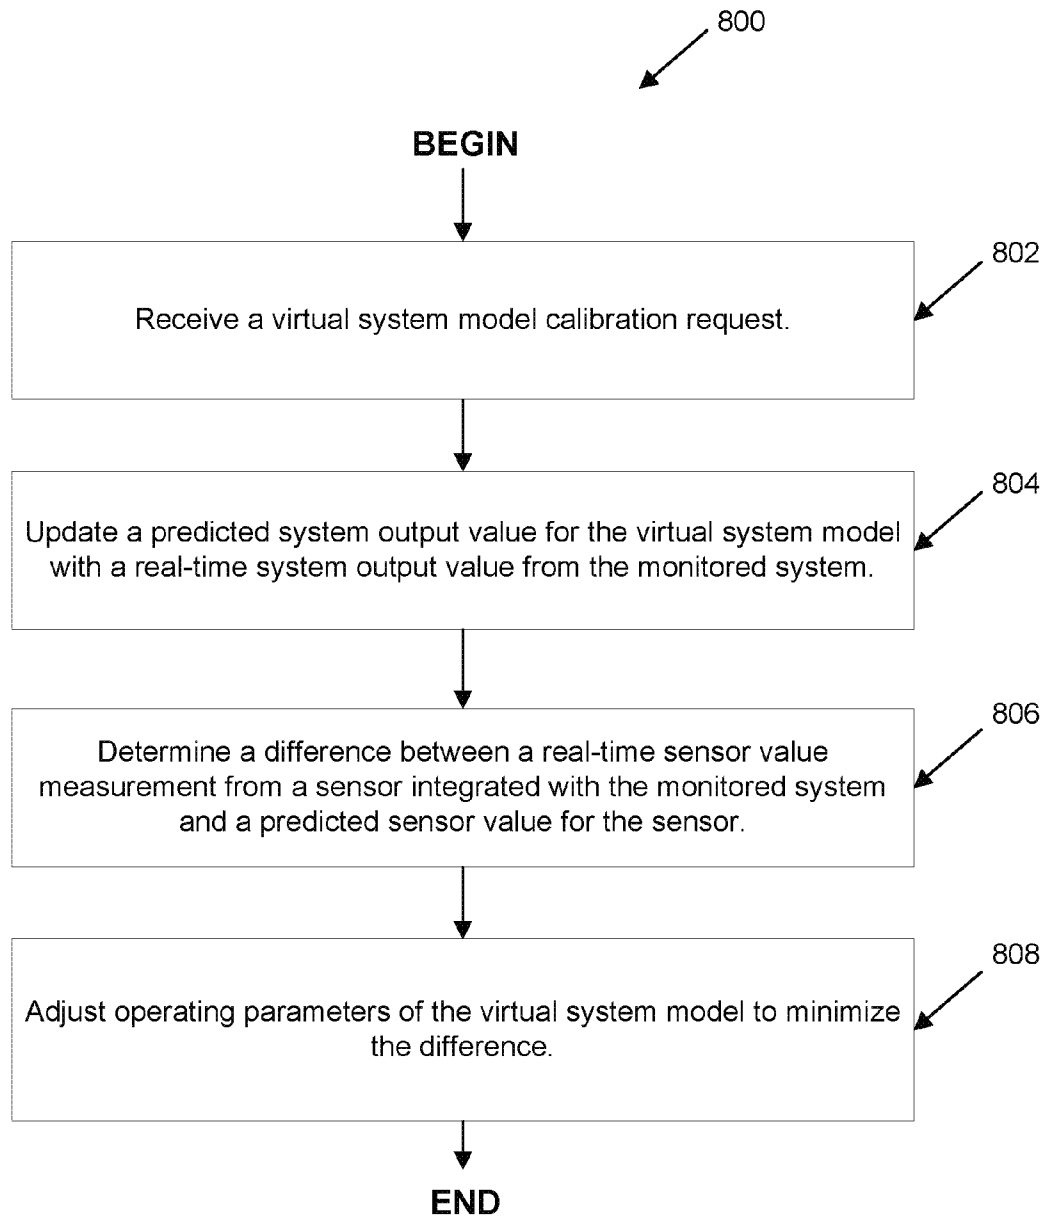 800
BEGIN
802
Receive a virtual system model calibration request.
804
Update a predicted system output value for the virtual system model
with a real-time system output value from the monitored system.
806
Determine a difference between a real-time sensor value
measurement from a sensor integrated with the monitored system
and a predicted sensor value for the sensor.
808
Adjust operating parameters of the virtual system model to minimize
the difference.
END